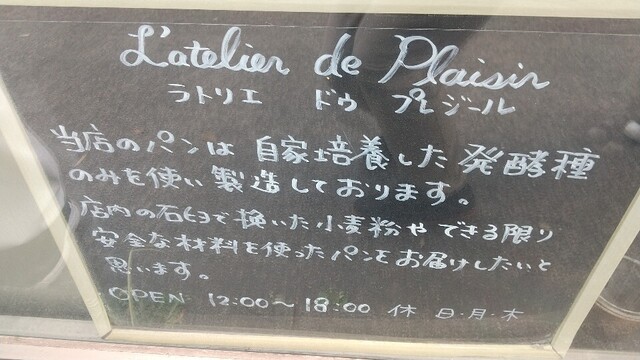 L'atelier de Plaisir
ラトリエ ドゥ プレジール
当店のパンは 自家培養した発酵種
のみを使い製造しております。
店内の石臼で挽いた小麦粉やできる限り
安全な材料を使ったパンをお届けしたいと
思います。
OPEN 12:00〜18:00 休 日・月・木